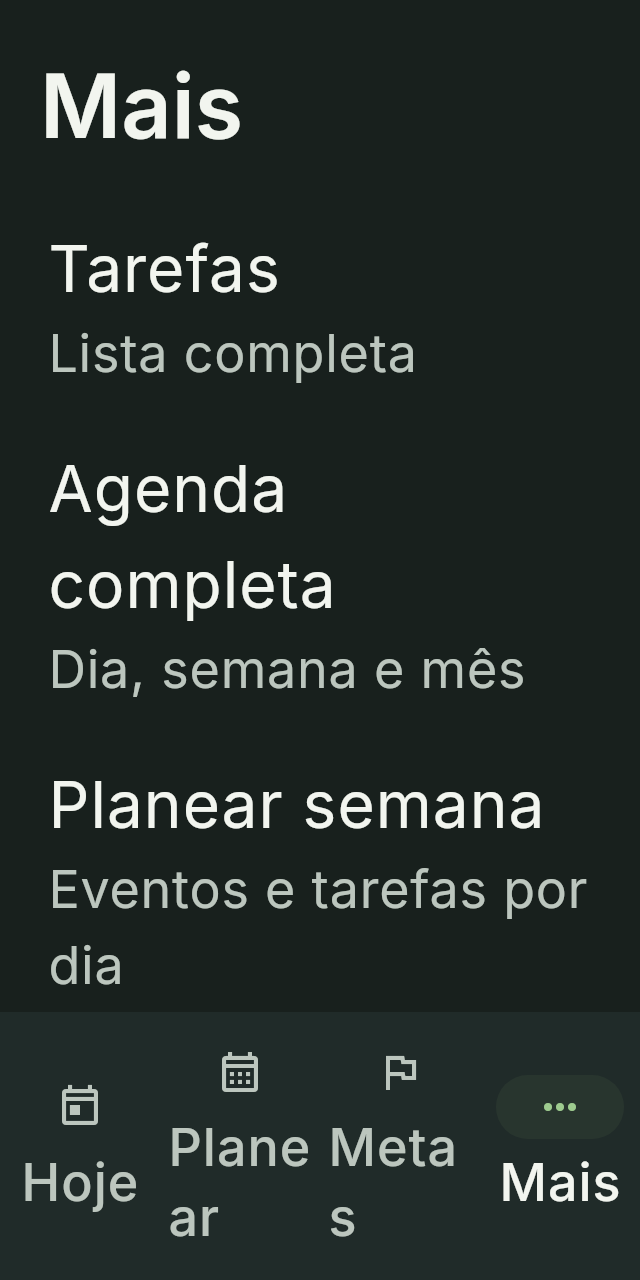 Mais
Tarefas
Lista completa
Agenda
completa
Dia, semana e mês
Planear semana
Eventos e tarefas por
dia
Hoje
Plane
ar
Meta
s
Mais